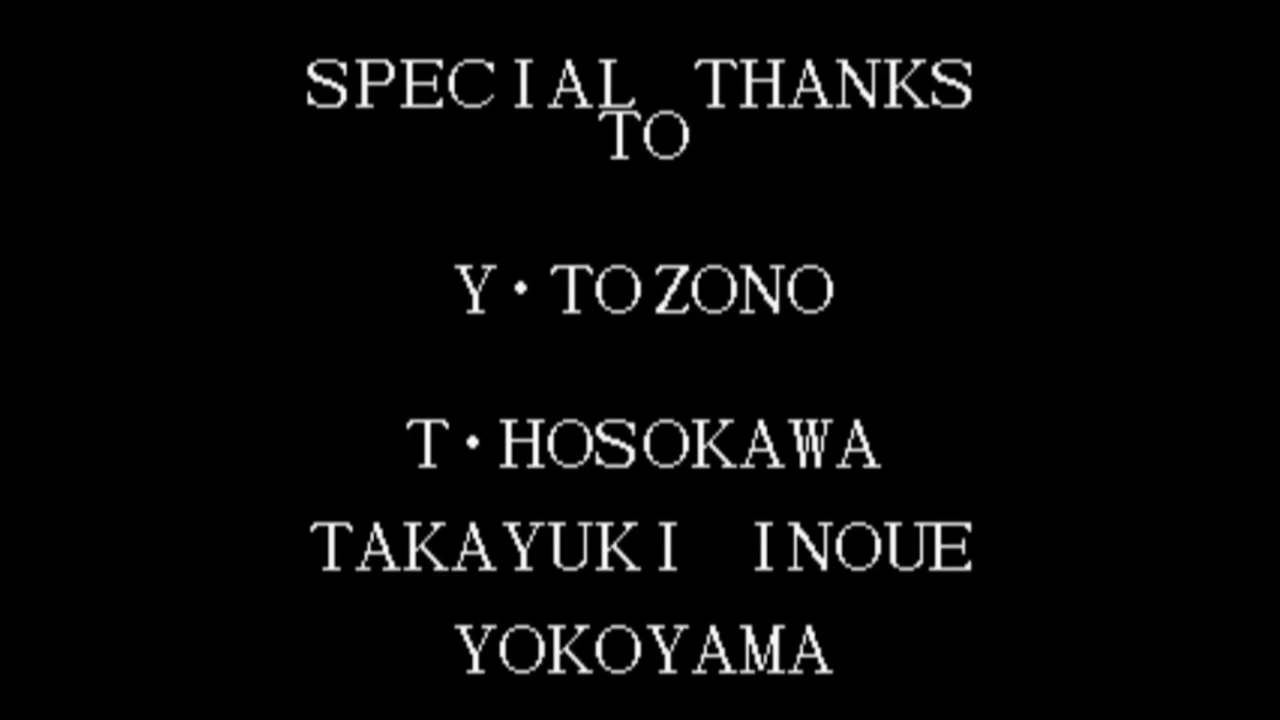 SPECIAL THANKS
TO
Y・TOZONO
T・HOSOKAWA
TAKAYUKI INOUE
YOKOYAMA